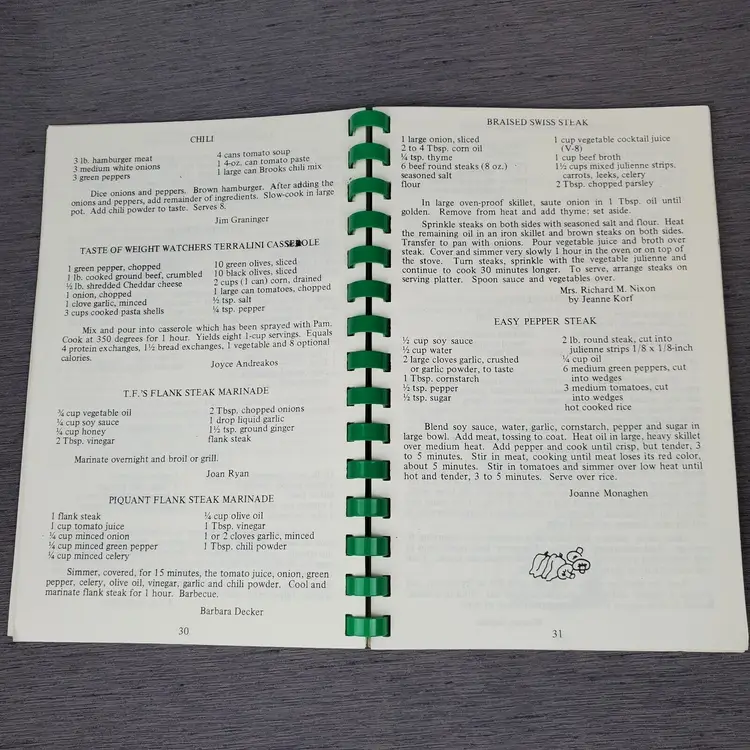 CHILI
3 lb. hamburger meat
3 medium white onions
3 green peppers
4 cans tomato soup
1 4-oz. can tomato paste
1 large can Brooks chili mix
Dice onions and peppers. Brown hamburger. After adding the
onions and peppers, add remainder of ingredients. Slow-cook in large
pot. Add chili powder to taste. Serves 8.
Jim Graninger
TASTE OF WEIGHT WATCHERS TERRALINI CASSEROLE
1 green pepper, chopped
1 lb. cooked ground beef, crumbled
½ lb. shredded Cheddar cheese
1 onion, chopped
1 clove garlic, minced
3 cups cooked pasta shells
10 green olives, sliced
10 black olives, sliced
2 cups (1 can) corn, drained
1 large can tomatoes, chopped
½ tsp. salt
¼ tsp. pepper
Mix and pour into casserole which has been sprayed with Pam.
Cook at 350 degrees for 1 hour. Yields eight 1-cup servings. Equals
4 protein exchanges, 1½ bread exchanges, 1 vegetable and 8 optional
calories.
Joyce Andreakos
T.F.'S FLANK STEAK MARINADE
¾ cup vegetable oil
¼ cup soy sauce
¼ cup honey
2 Tbsp. vinegar
2 Tbsp. chopped onions
1 drop liquid garlic
1½ tsp. ground ginger
flank steak
Marinate overnight and broil or grill.
Joan Ryan
PIQUANT FLANK STEAK MARINADE
1 flank steak
1 cup tomato juice
¼ cup minced onion
¼ cup minced green pepper
¼ cup minced celery
¼ cup olive oil
1 Tbsp. vinegar
1 or 2 cloves garlic, minced
1 Tbsp. chili powder
Simmer, covered, for 15 minutes, the tomato juice, onion, green
pepper, celery, olive oil, vinegar, garlic and chili powder. Cool and
marinate flank steak for 1 hour. Barbecue.
Barbara Decker
30
BRAISED SWISS STEAK
1 large onion, sliced
2 to 4 Tbsp. corn oil
¼ tsp. thyme
6 beef round steaks (8 oz.)
seasoned salt
flour
1 cup vegetable cocktail juice
(V-8)
1 cup beef broth
1½ cups mixed julienne strips,
carrots, leeks, celery
2 Tbsp. chopped parsley
In large oven-proof skillet, saute onion in 1 Tbsp. oil until
golden. Remove from heat and add thyme; set aside.
Sprinkle steaks on both sides with seasoned salt and flour. Heat
the remaining oil in an iron skillet and brown steaks on both sides.
Transfer to pan with onions. Pour vegetable juice and broth over
steak. Cover and simmer very slowly 1 hour in the oven or on top of
the stove. Turn steaks, sprinkle with the vegetable julienne and
continue to cook 30 minutes longer. To serve, arrange steaks on
serving platter. Spoon sauce and vegetables over.
Mrs. Richard M. Nixon
by Jeanne Korf
EASY PEPPER STEAK
½ cup soy sauce
½ cup water
2 large cloves garlic, crushed
or garlic powder, to taste
1 Tbsp. cornstarch
½ tsp. pepper
½ tsp. sugar
2 lb. round steak, cut into
julienne strips 1/8 x 1/8-inch
¼ cup oil
6 medium green peppers, cut
into wedges
3 medium tomatoes, cut
into wedges
hot cooked rice
Blend soy sauce, water, garlic, cornstarch, pepper and sugar in
large bowl. Add meat, tossing to coat. Heat oil in large, heavy skillet
over medium heat. Add pepper and cook until crisp, but tender, 3
to 5 minutes. Stir in meat, cooking until meat loses its red color,
about 5 minutes. Stir in tomatoes and simmer over low heat until
hot and tender, 3 to 5 minutes. Serve over rice.
Joanne Monaghen
31